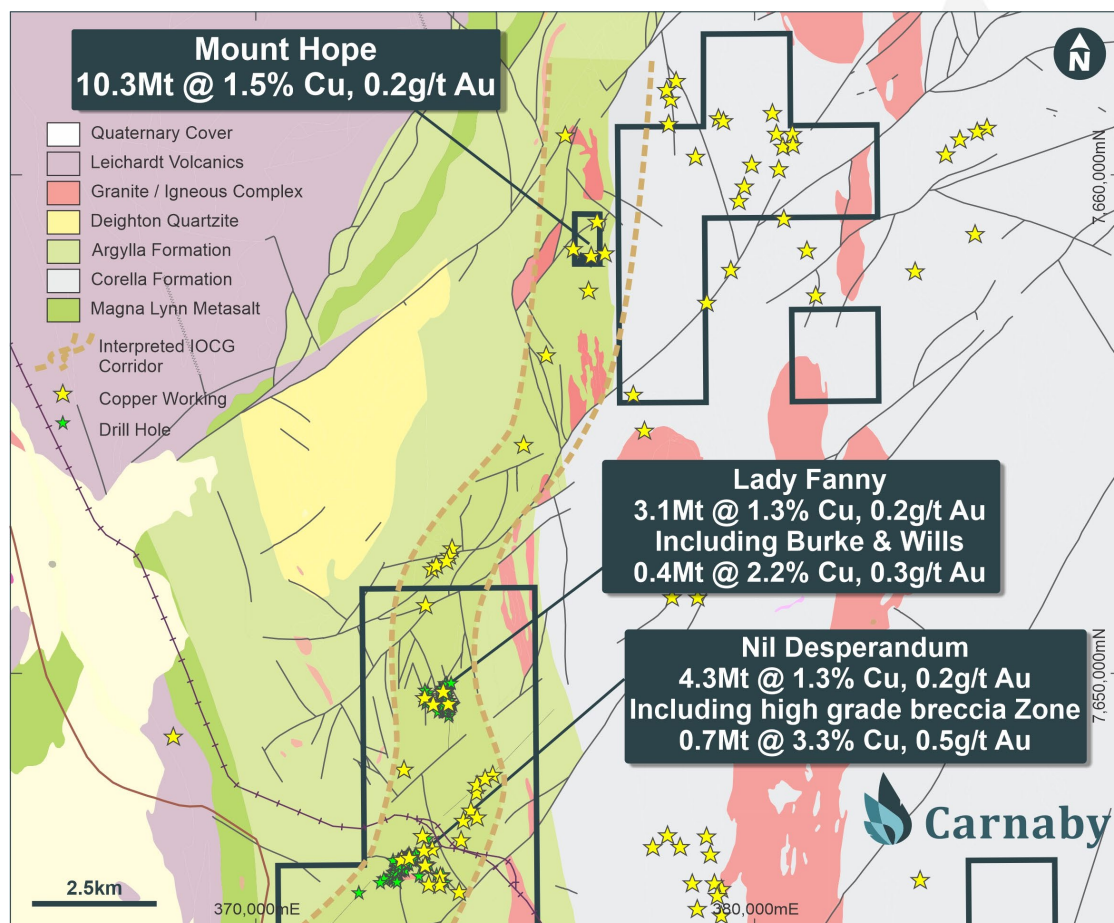 Mount Hope
10.3Mt @ 1.5% Cu, 0.2g/t Au
N
Quaternary Cover
Leichardt Volcanics
Granite / Igneous Complex
Deighton Quartzite
Argylla Formation
Corella Formation
Magna Lynn Metasalt
Interpreted IOCG
Corridor
Copper Working
Drill Hole
7,660,000mN
Lady Fanny
3.1Mt @ 1.3% Cu, 0.2g/t Au
Including Burke & Wills
0.4Mt @ 2.2% Cu, 0.3g/t Au
Nil Desperandum
4.3Mt @ 1.3% Cu, 0.2g/t Au
Including high grade breccia Zone
0.7Mt @ 3.3% Cu, 0.5g/t Au
7,650,000mN
Carnaby
2.5km
370,000mE
380,000mE